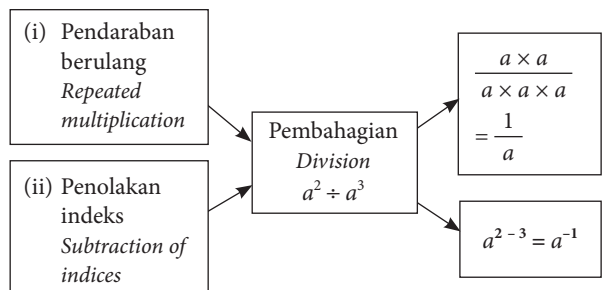 (i) Pendaraban
berulang
Repeated
multiplication
(ii) Penolakan
indeks
Subtraction of
indices
Pembahagian
Division
a² ÷ a³
a × a
a × a × a
= 1
a
a² ⁻ ³ = a⁻¹